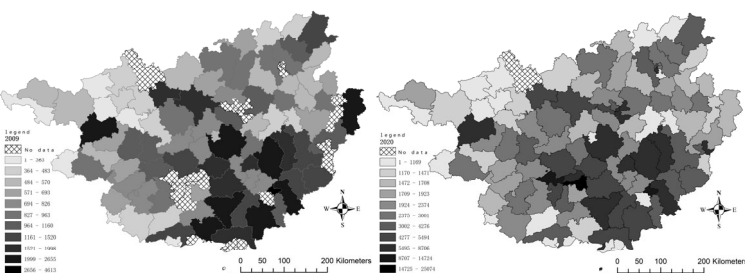 legend
2009
No data
1 - 363
364 - 483
484 - 570
571 - 693
694 - 826
827 - 963
964 - 1160
1161 - 1520
1521 - 1998
1999 - 2655
2656 - 4613
N
W E
S
0 50 100 200 Kilometers
legend
2020
No data
1 - 1169
1170 - 1471
1472 - 1708
1709 - 1923
1924 - 2374
2375 - 3001
3002 - 4276
4277 - 5494
5495 - 8706
8707 - 14724
14725 - 25974
N
W E
S
0 50 100 200 Kilometers